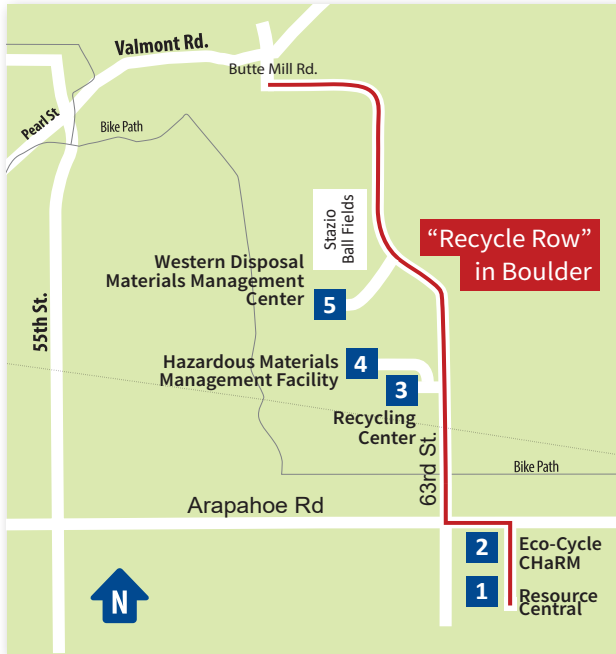 Valmont Rd.
Butte Mill Rd.
Pearl St
Bike Path
Stazio
Ball Fields
"Recycle Row"
in Boulder
Western Disposal
Materials Management
Center
5
55th St.
Hazardous Materials
Management Facility
4
3
Recycling
Center
63rd St.
Bike Path
Arapahoe Rd
2
Eco-Cycle
CHaRM
1
Resource
Central
N